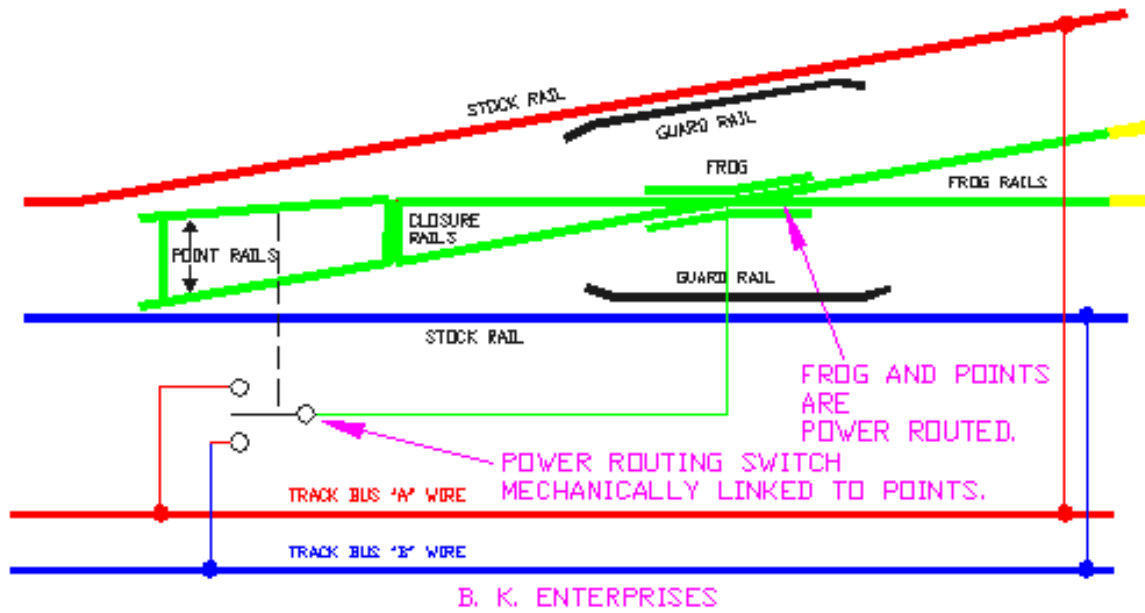 STOCK RAIL
GUARD RAIL
FROG
FROG RAILS
CLOSURE
RAILS
POINT RAILS
GUARD RAIL
STOCK RAIL
FROG AND POINTS
ARE
POWER ROUTED.
POWER ROUTING SWITCH
MECHANICALLY LINKED TO POINTS.
TRACK BUS "A" WIRE
TRACK BUS "B" WIRE
B. K. ENTERPRISES